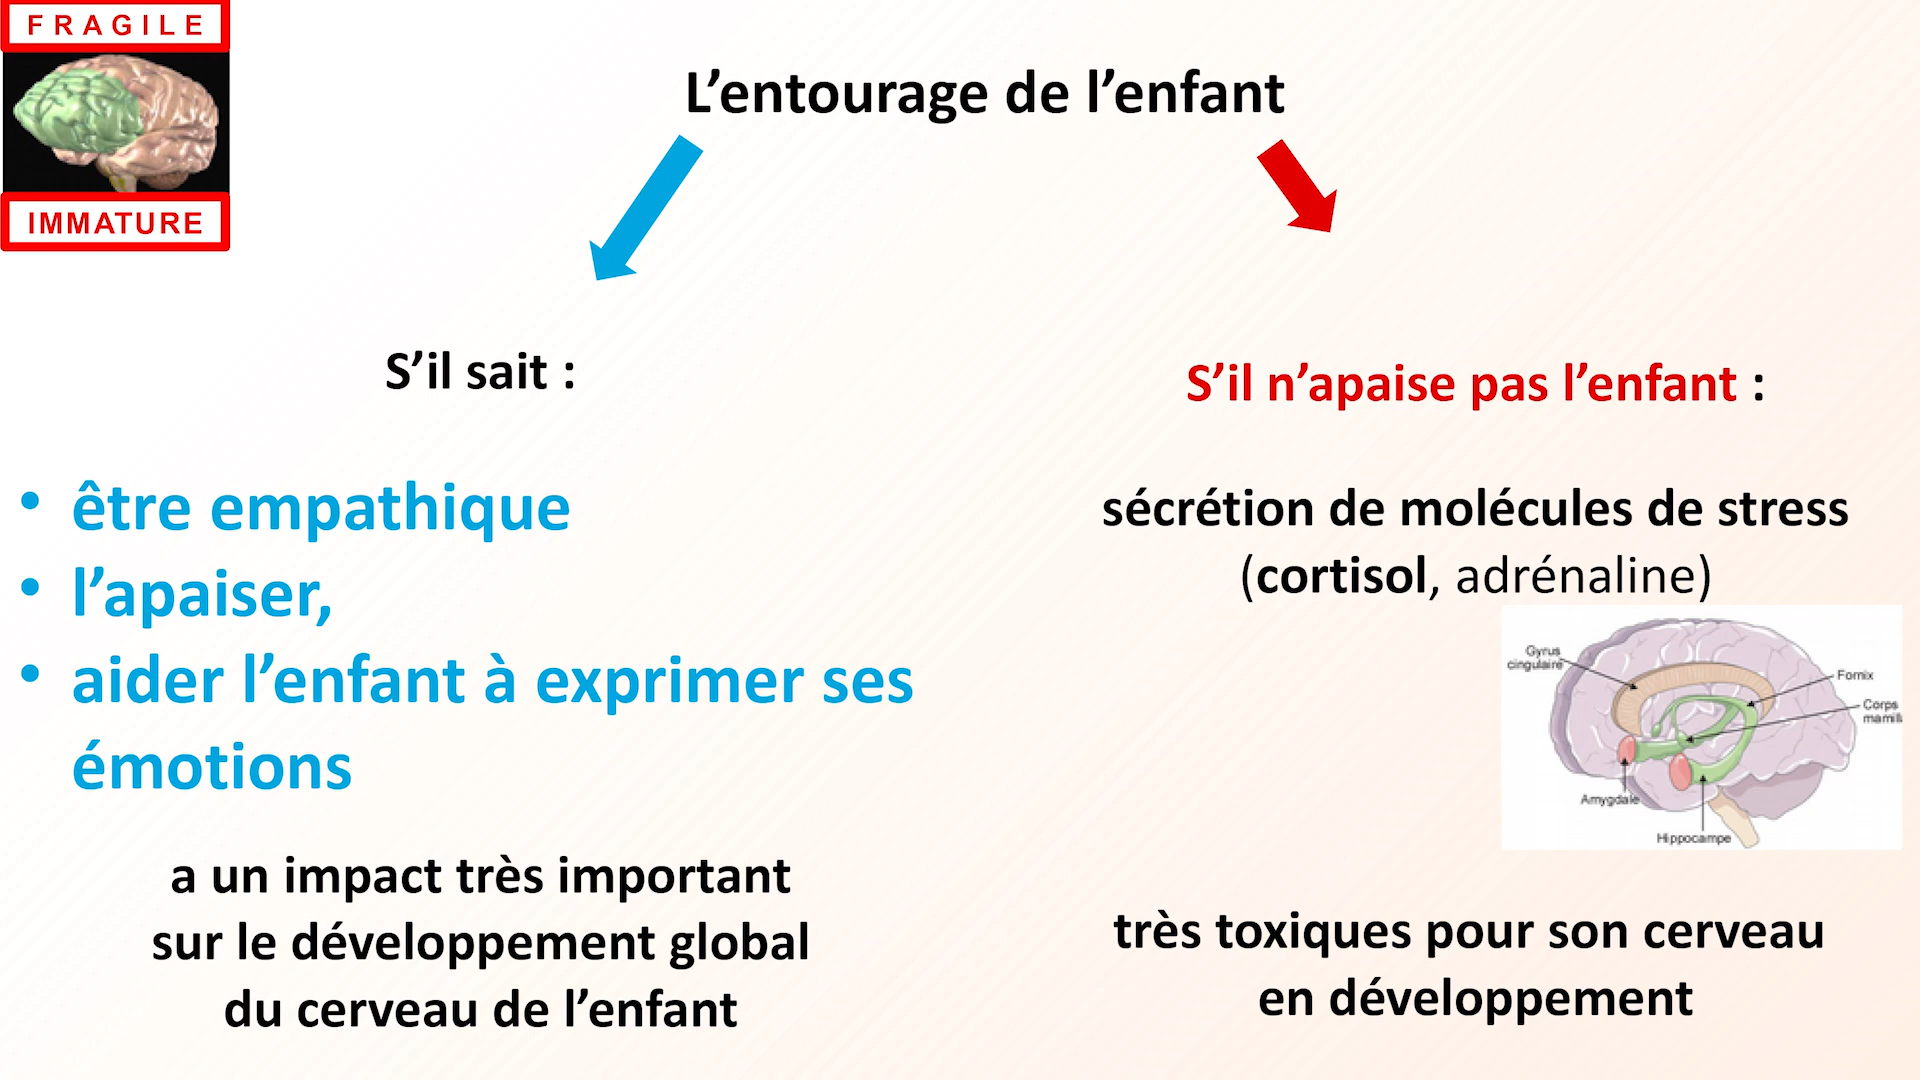 FRAGILE
IMMATURE
L’entourage de l’enfant
S’il sait :
• être empathique
• l’apaiser,
• aider l’enfant à exprimer ses
émotions
a un impact très important
sur le développement global
du cerveau de l’enfant
S’il n’apaise pas l’enfant :
sécrétion de molécules de stress
(cortisol, adrénaline)
Gyrus
cingulaire
Fornix
Corps
mamill
Amygdale
Hippocampe
très toxiques pour son cerveau
en développement